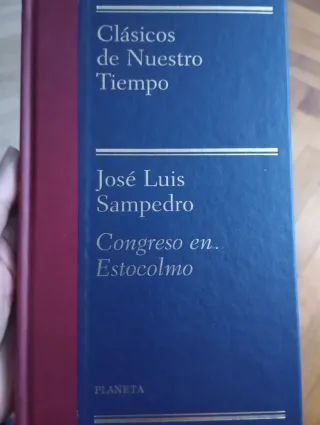 Clásicos
de Nuestro
Tiempo
José Luis
Sampedro
Congreso en
Estocolmo
PLANETA